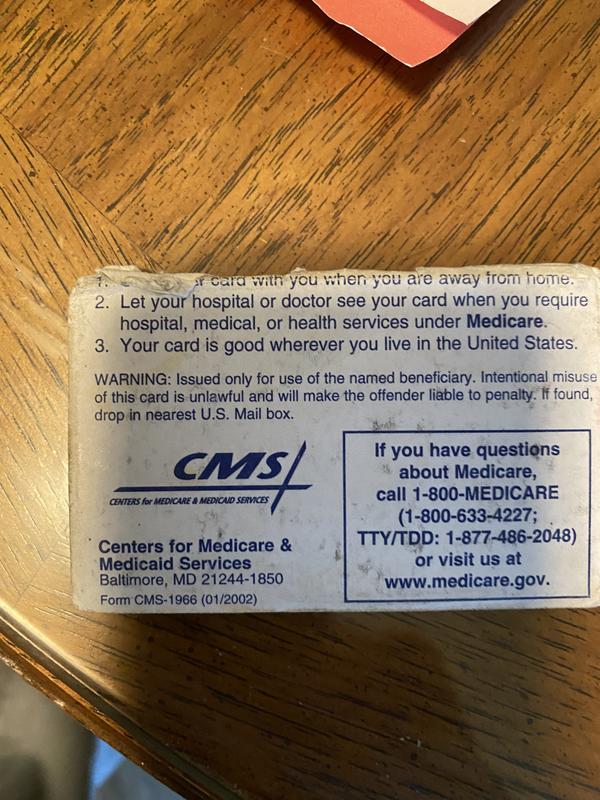 1. r card with you when you are away from home.
2. Let your hospital or doctor see your card when you require
hospital, medical, or health services under Medicare.
3. Your card is good wherever you live in the United States.
WARNING: Issued only for use of the named beneficiary. Intentional misuse
of this card is unlawful and will make the offender liable to penalty. If found,
drop in nearest U.S. Mail box.
CMS
CENTERS for MEDICARE & MEDICAID SERVICES
Centers for Medicare &
Medicaid Services
Baltimore, MD 21244-1850
Form CMS-1966 (01/2002)
If you have questions
about Medicare,
call 1-800-MEDICARE
(1-800-633-4227;
TTY/TDD: 1-877-486-2048)
or visit us at
www.medicare.gov.